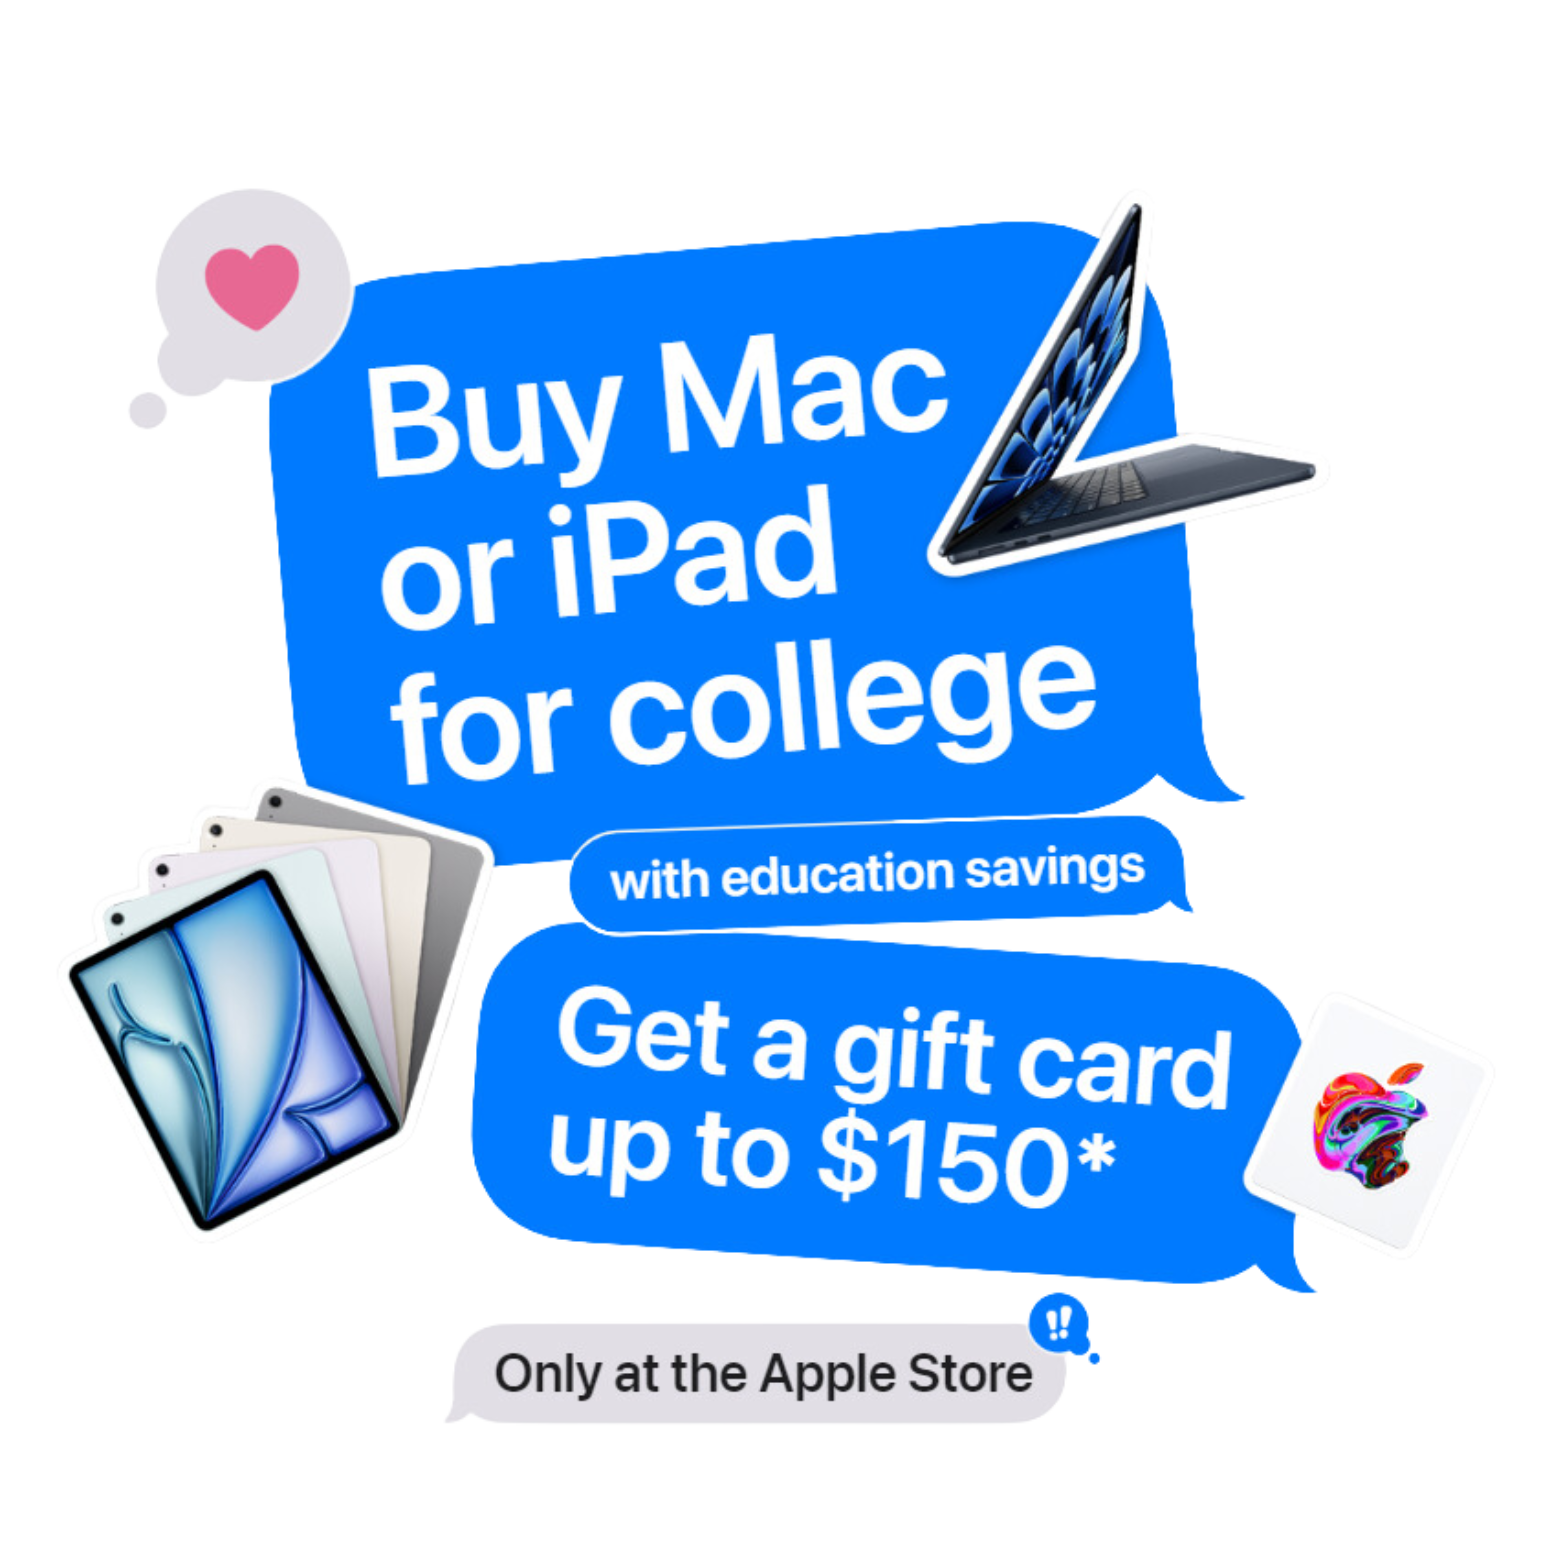 Buy Mac
or iPad
for college
with education savings
Get a gift card
up to $150*
Only at the Apple Store
‼